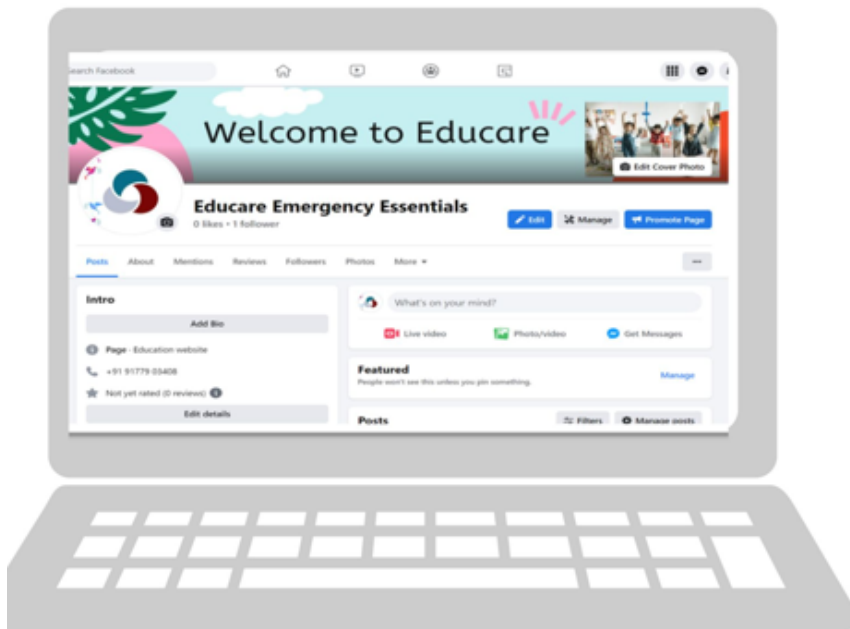 Search Facebook
Welcome to Educare
Edit Cover Photo
Educare Emergency Essentials
0 likes • 1 follower
Edit
Manage
Promote Page
Posts About Mentions Reviews Followers Photos More
Intro
Add Bio
Page · Education website
Not yet rated (0 reviews)
Edit details
What's on your mind?
Live video Photo/video Get Messages
Featured
Manage
People won't see this unless you pin something.
Posts
Filters
Manage posts